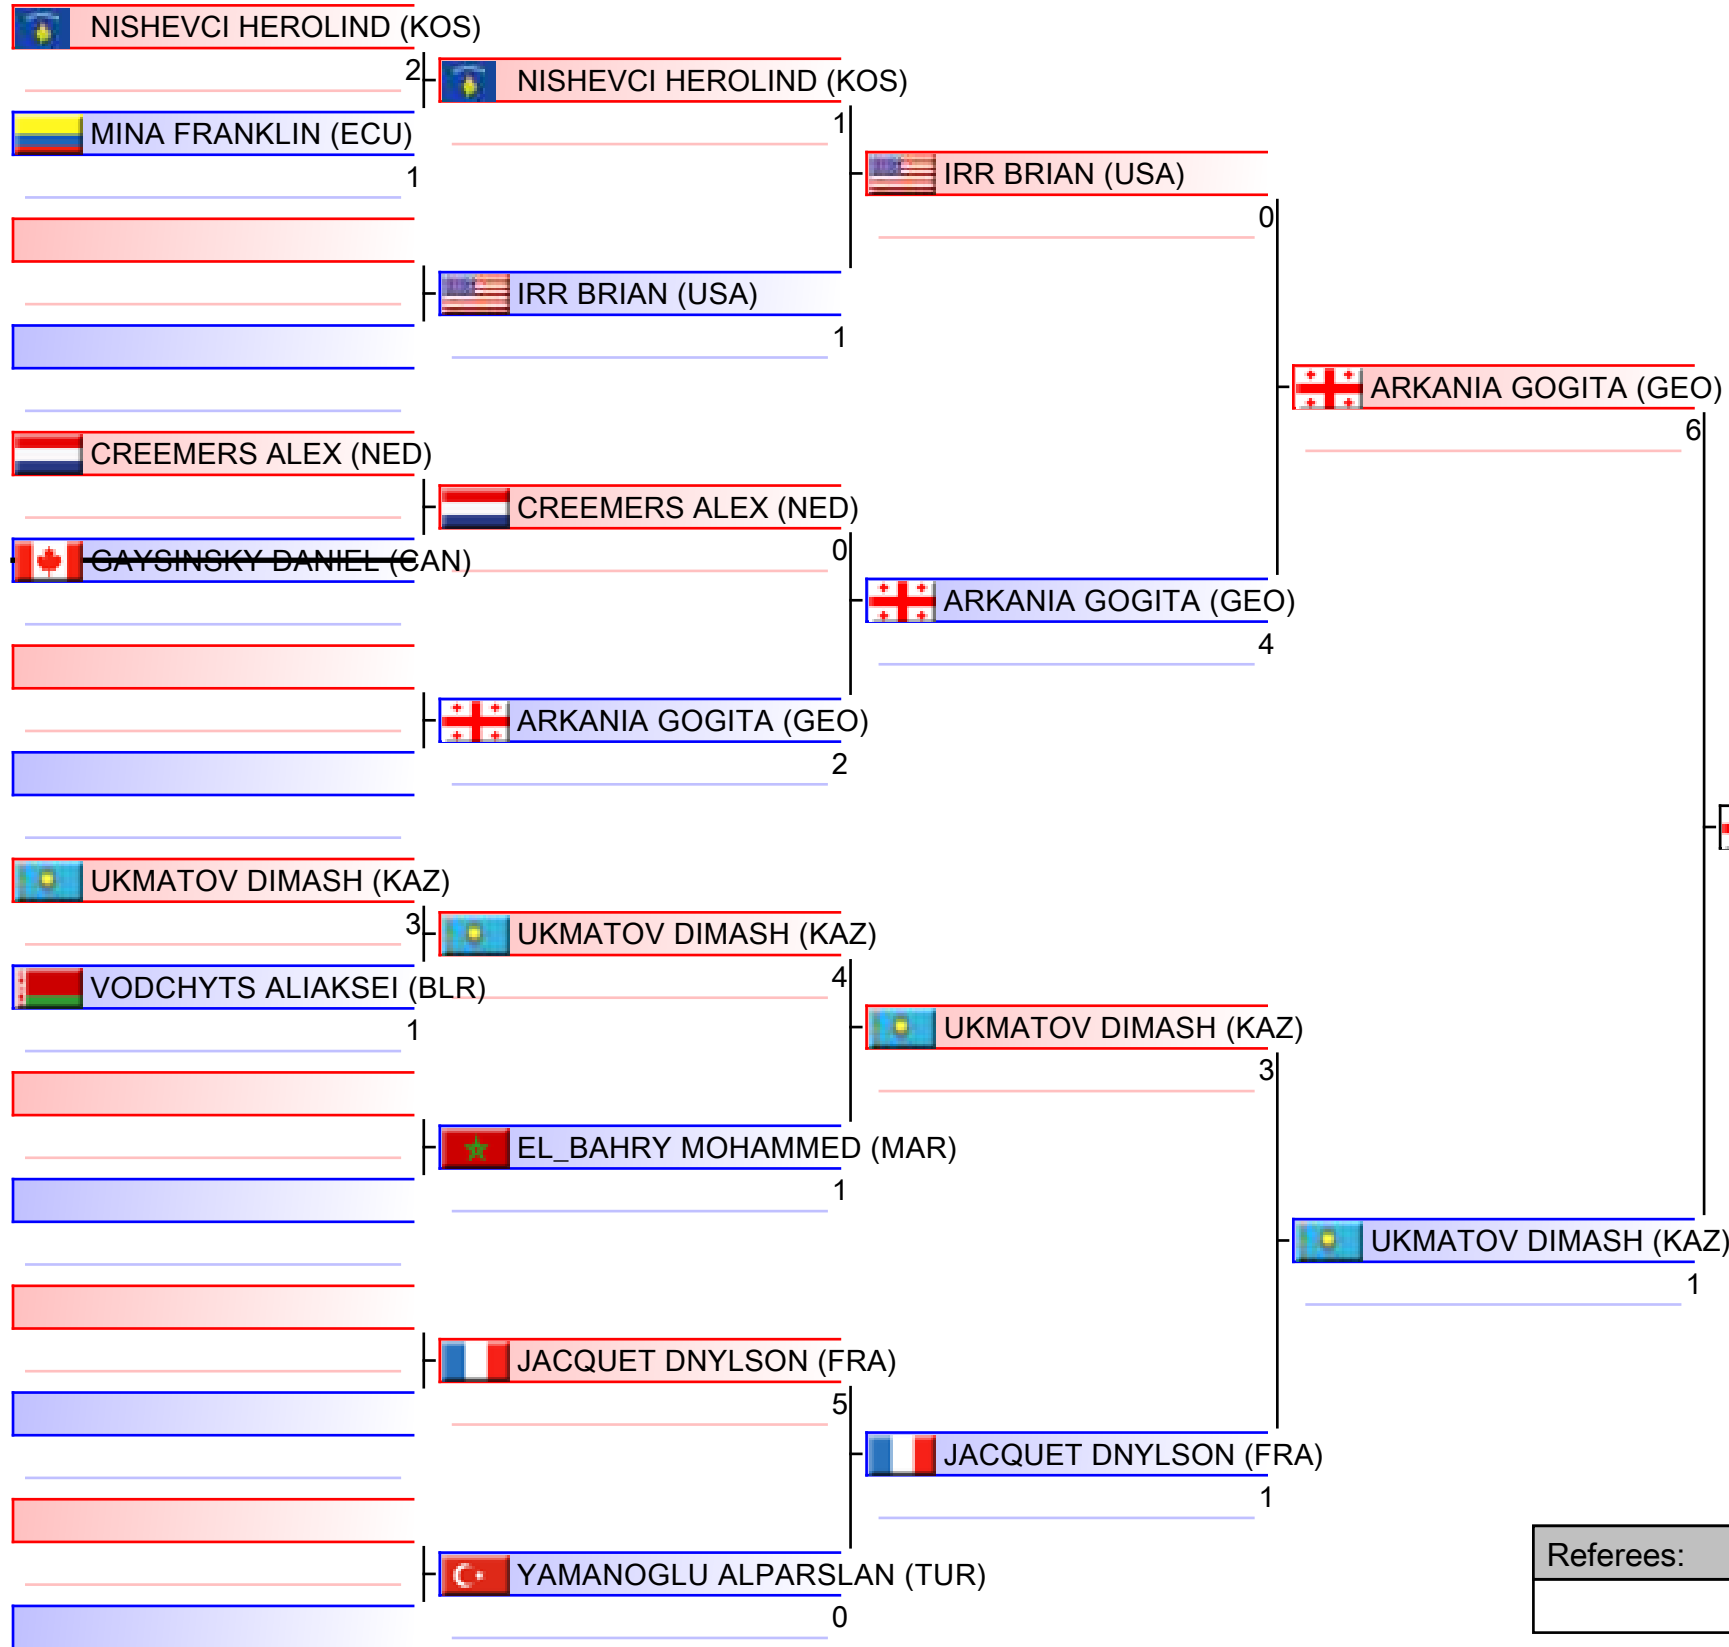 NISHEVCI HEROLIND (KOS)
2
MINA FRANKLIN (ECU)
1
CREEMERS ALEX (NED)
GAYSINSKY DANIEL (CAN)
UKMATOV DIMASH (KAZ)
3
VODCHYTS ALIAKSEI (BLR)
1
NISHEVCI HEROLIND (KOS)
1
IRR BRIAN (USA)
1
CREEMERS ALEX (NED)
0
ARKANIA GOGITA (GEO)
2
UKMATOV DIMASH (KAZ)
4
EL_BAHRY MOHAMMED (MAR)
1
JACQUET DNYLSON (FRA)
5
YAMANOGLU ALPARSLAN (TUR)
0
IRR BRIAN (USA)
0
ARKANIA GOGITA (GEO)
4
UKMATOV DIMASH (KAZ)
3
JACQUET DNYLSON (FRA)
1
ARKANIA GOGITA (GEO)
6
UKMATOV DIMASH (KAZ)
1
Referees: